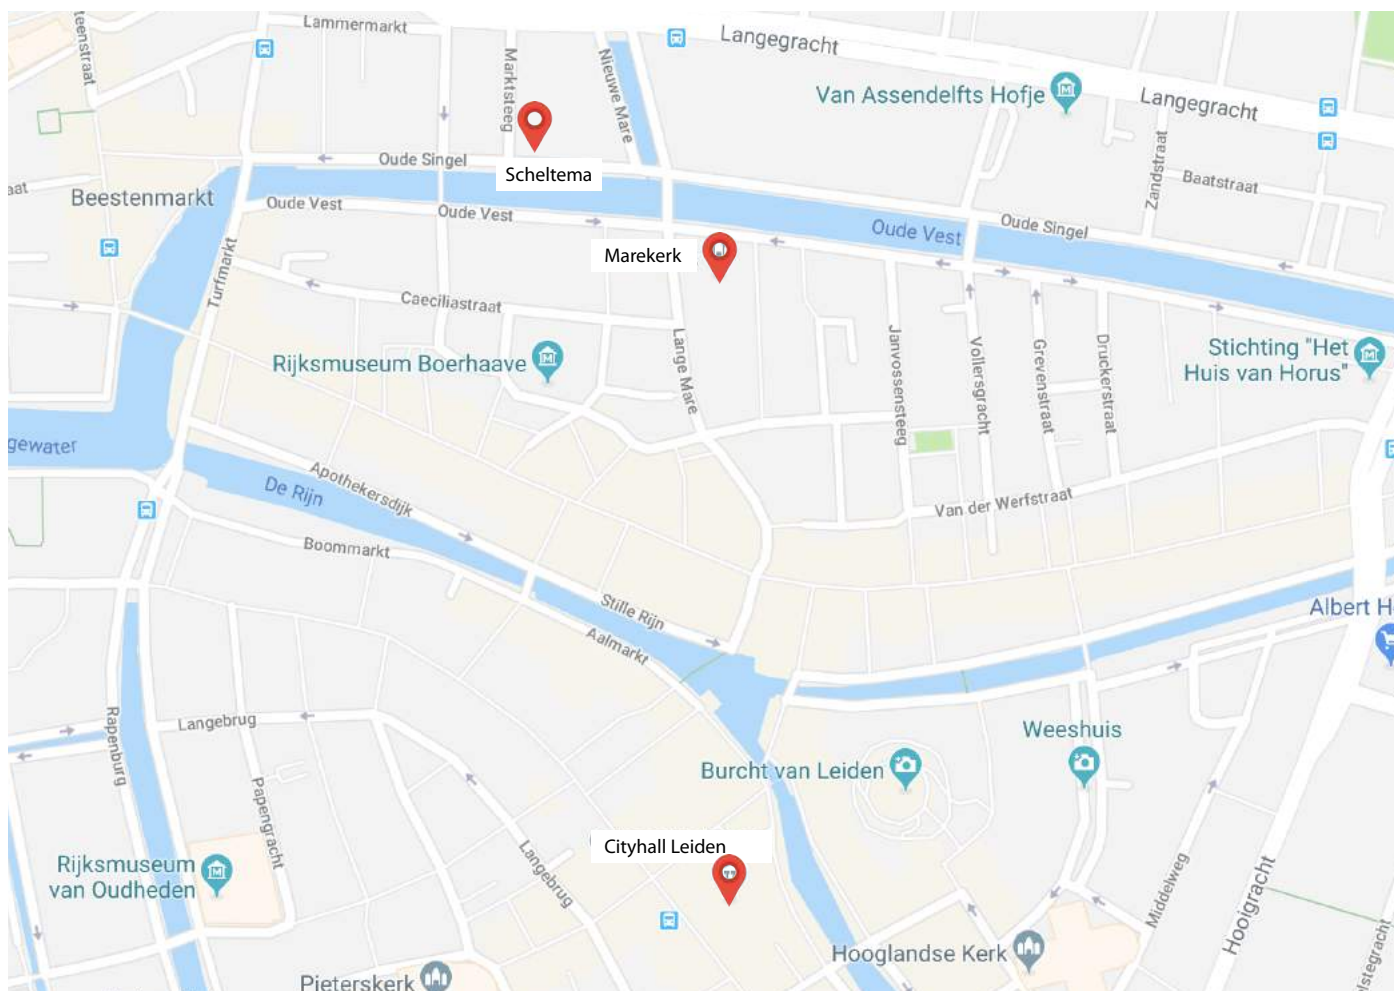 Lammermarkt
Langegracht
Marktsteeg
Nieuwe Mare
Van Assendelfts Hofje
Langegracht
Oude Singel
Scheltema
Zandstraat
Baatstraat
Beestenmarkt
Oude Vest
Oude Vest
Oude Vest
Oude Singel
Turfmarkt
Marekerk
Caeciliastraat
Rijksmuseum Boerhaave
Lange Mare
Janvossensteeg
Vollersgracht
Grevenstraat
Druckerstraat
Stichting "Het
Huis van Horus"
gewater
De Rijn
Apothekersdijk
Van der Werfstraat
Boommarkt
Stille Rijn
Aalmarkt
Albert H
Rapenburg
Langebrug
Papengracht
Burcht van Leiden
Weeshuis
Cityhall Leiden
Rijksmuseum
van Oudheden
Langebrug
Middelweg
Hooigracht
Hooglandse Kerk
Pieterskerk
aat
teenstraat
lstegracht